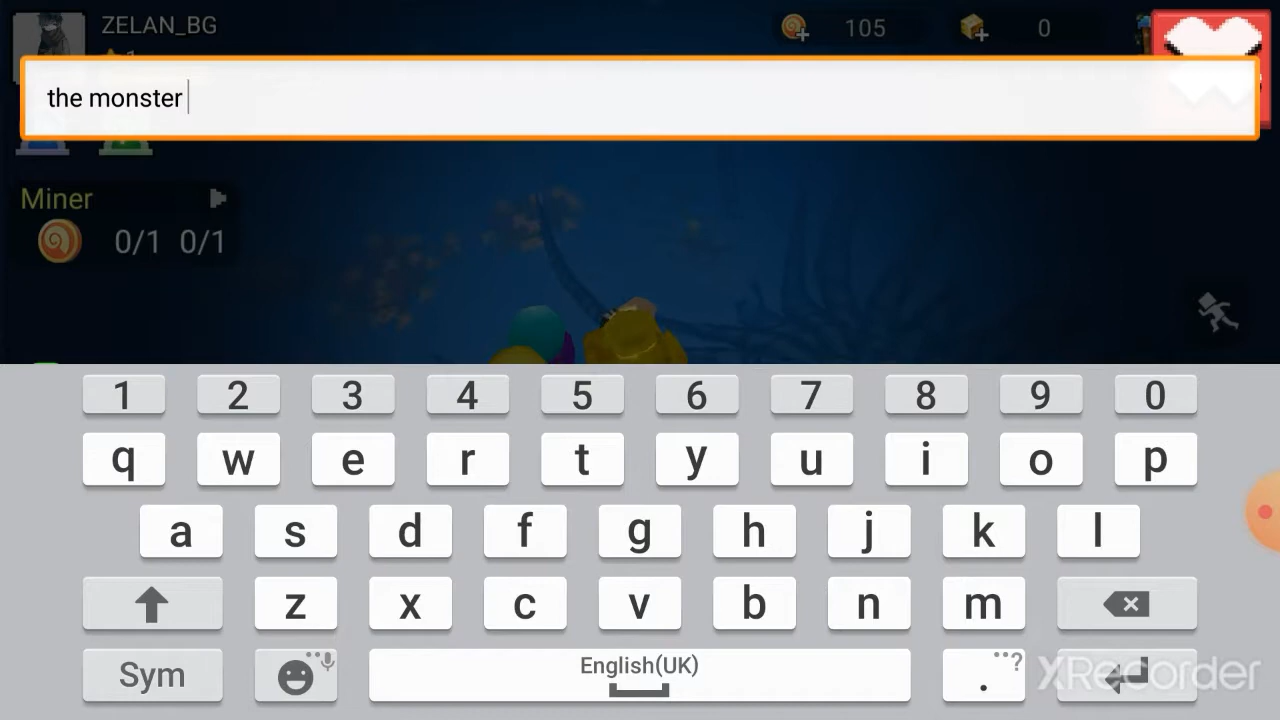 ZELAN_BG
105
0
the monster
Miner
0/1 0/1
1 2 3 4 5 6 7 8 9 0
q w e r t y u i o p
a s d f g h j k l
z x c v b n m
Sym
English(UK)
. ?
XRecorder